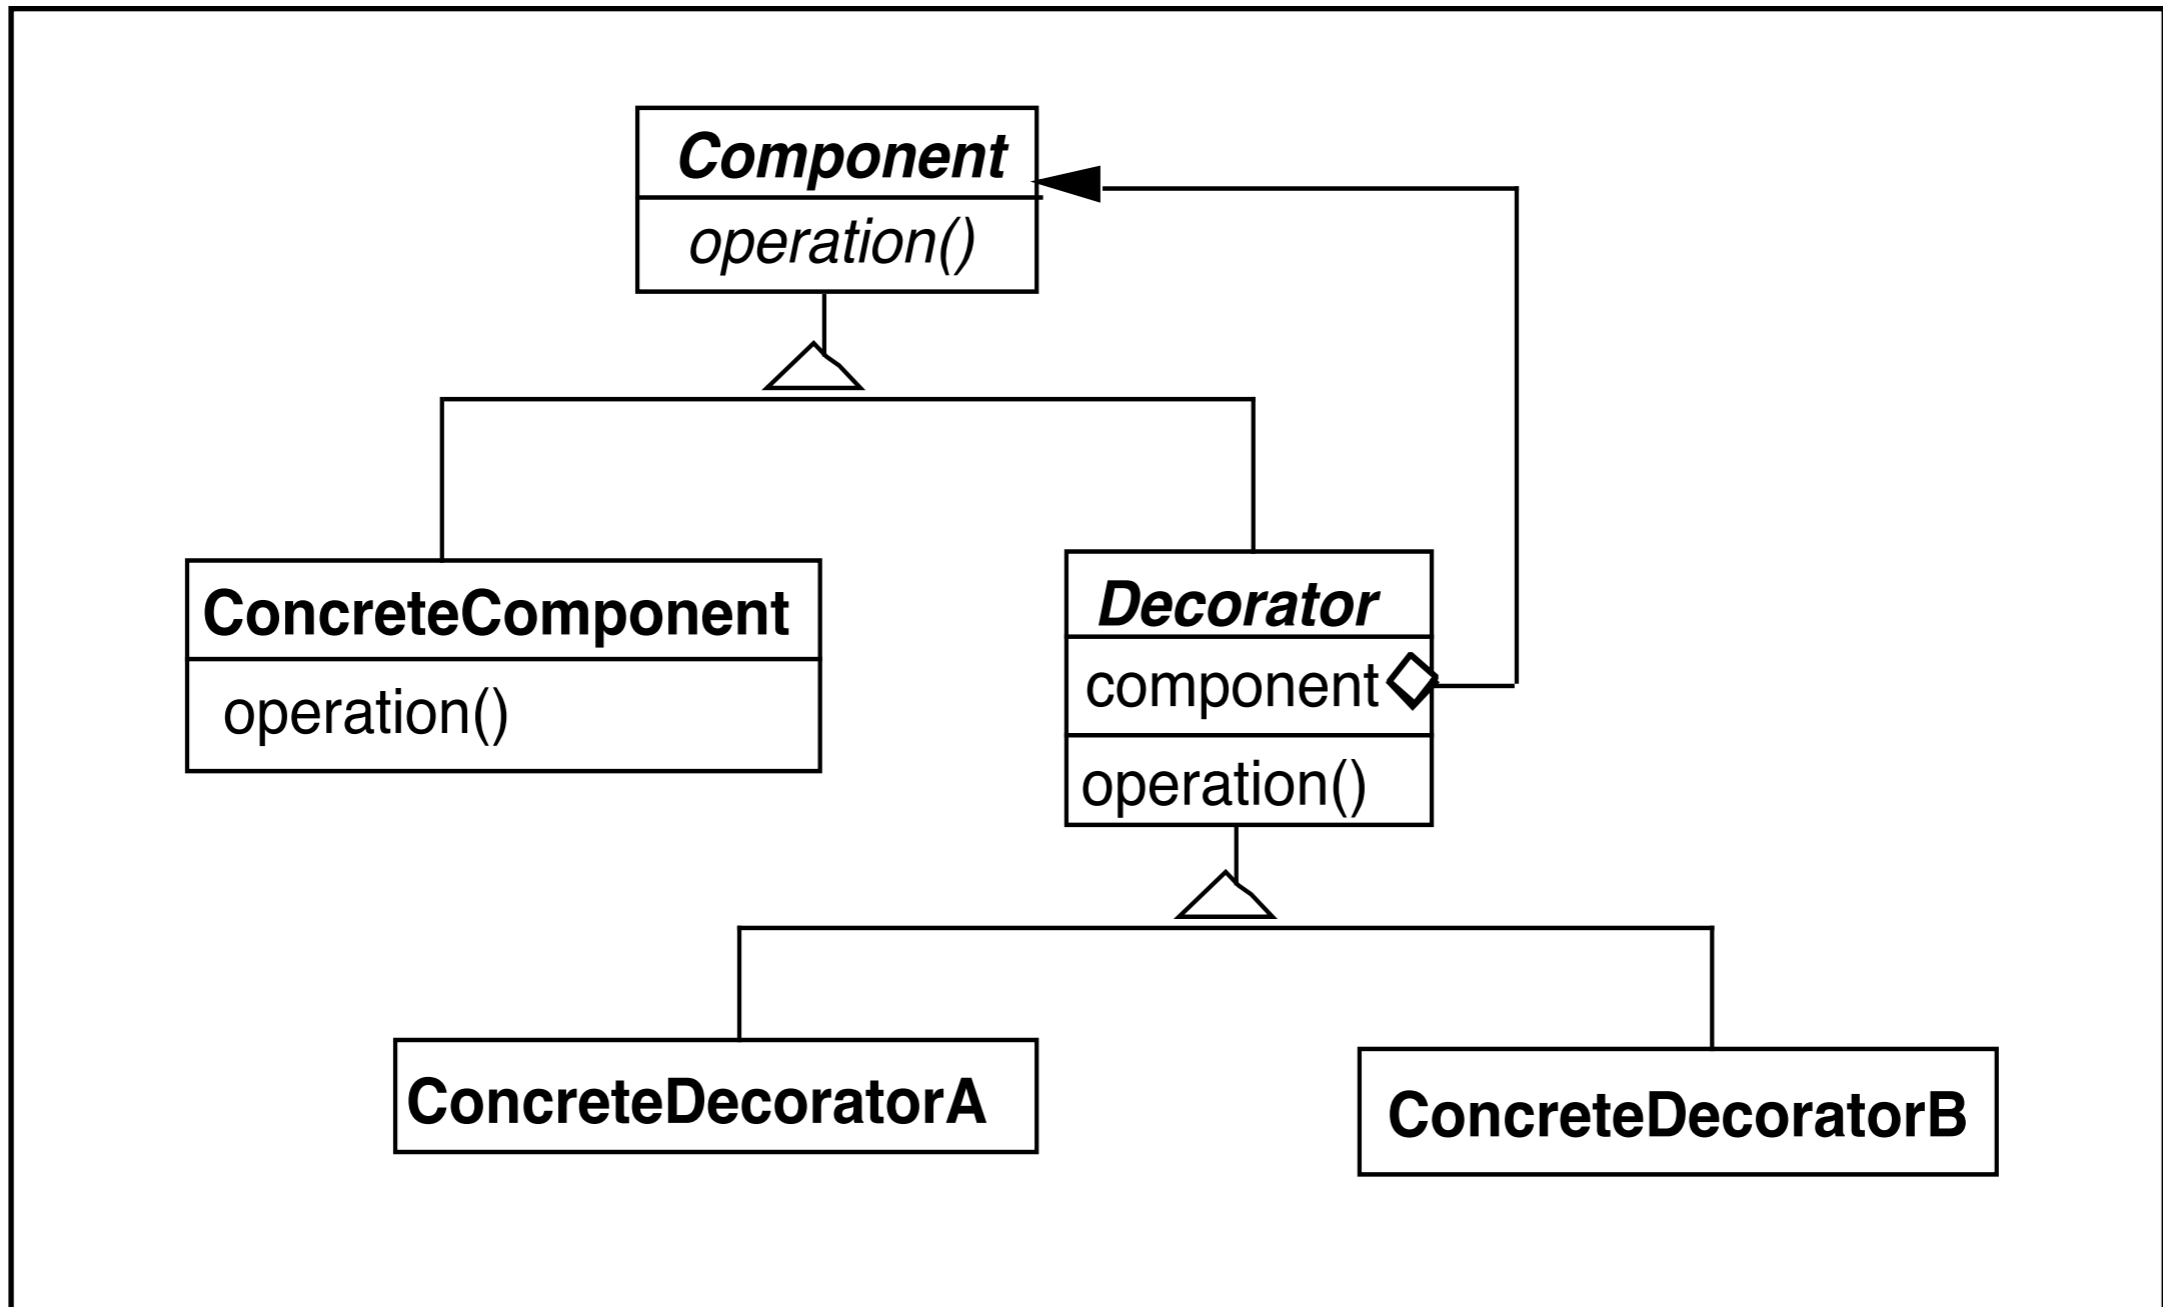 Component
operation()
ConcreteComponent
operation()
Decorator
component
operation()
ConcreteDecoratorA
ConcreteDecoratorB